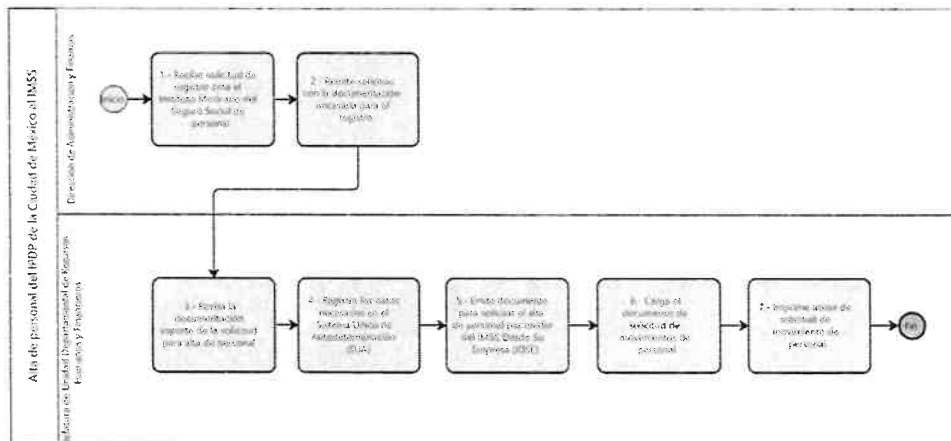 Alta de personal del IPDP de la Ciudad de México al IMSS
Dirección de Administración y Finanzas
Inicio
1.- Recibe solicitud de
registro ante el
Instituto Mexicano del
Seguro Social de
personal
2.- Remite solicitud
con la documentación
necesaria para el
registro
Jefatura de Unidad Departamental de Recursos
Humanos y Financieros
3.- Revisa la
documentación
soporte de la solicitud
para alta de personal
4.- Registra los datos
necesarios en el
Sistema Único de
Autodeterminación
(SUA)
5.- Emite documento
para solicitar el alta
de personal por medio
del IMSS Desde Su
Empresa (IDSE)
6.- Carga el
documento de
solicitud de
movimientos de
personal
7.- Imprime acuse de
solicitud de
movimiento de
personal
Fin